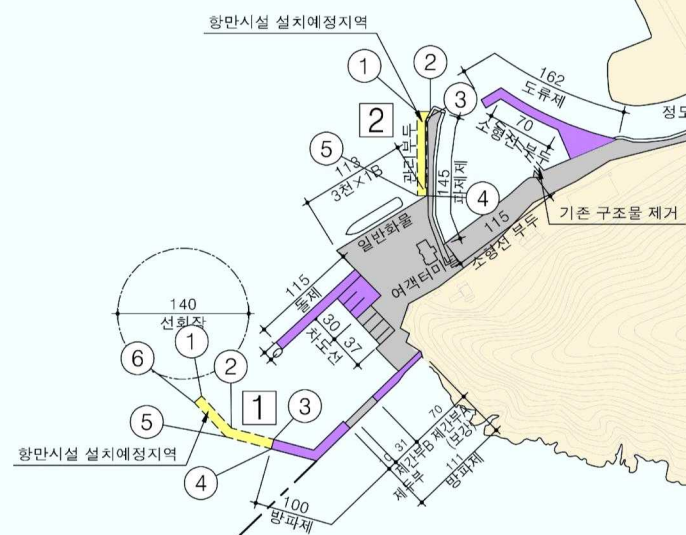 항만시설 설치예정지역
①
②
③
2
⑤
④
162
도류제
70
소형선 부두
정도
관리부두
113
3천×1B
145
파제제
115
소형선 부두
기존 구조물 제거
일반화물
여객터미널
115
돌제
30
37
차도선
140
선회장
⑥
①
②
1
③
⑤
④
항만시설 설치예정지역
100
방파제
70
제간부A
(보강)
31
제간부B
제두부
111
방파제